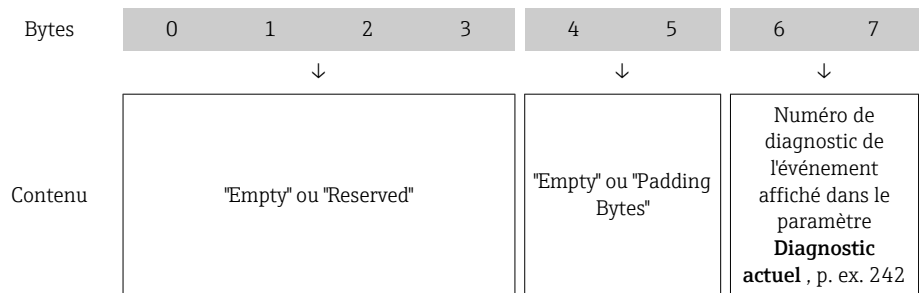 Bytes 0 1 2 3 4 5 6 7
↓ ↓ ↓
Contenu
"Empty" ou "Reserved"
"Empty" ou "Padding
Bytes"
Numéro de
diagnostic de
l'événement
affiché dans le
paramètre
Diagnostic
actuel , p. ex. 242